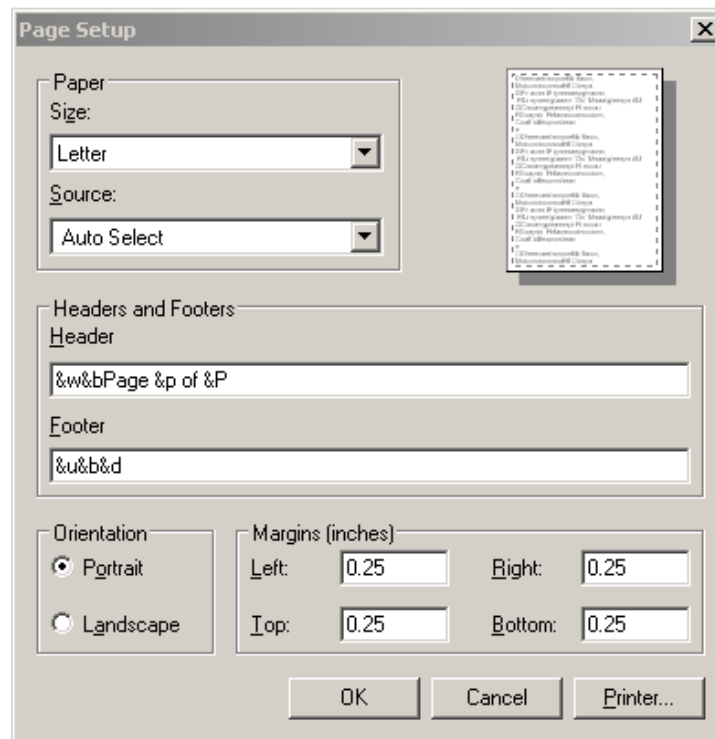 Page Setup
Paper
Size:
Letter
Source:
Auto Select
Headers and Footers
Header
&w&bPage &p of &P
Footer
&u&b&d
Orientation
Portrait
Landscape
Margins (inches)
Left: 0.25 Right: 0.25
Top: 0.25 Bottom: 0.25
OK Cancel Printer...